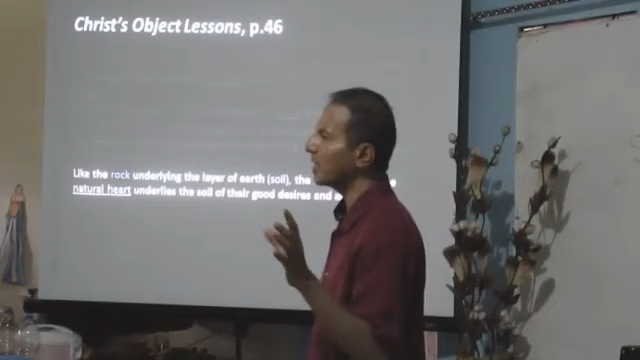 Christ's Object Lessons, p.46
Like the rock underlying the layer of earth (soil), the
natural heart underlies the soil of their good desires and